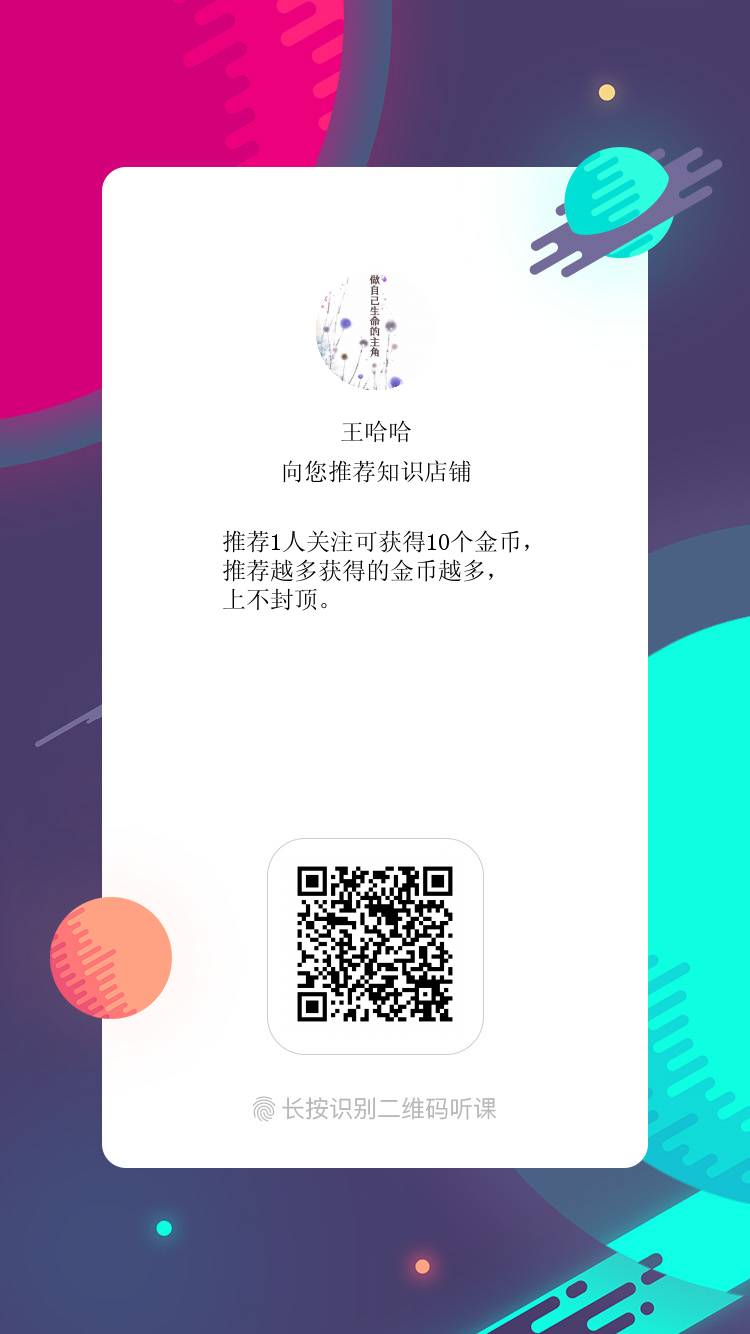 做自己生命的主角
王哈哈
向您推荐知识店铺
推荐1人关注可获得10个金币，
推荐越多获得的金币越多，
上不封顶。
长按识别二维码听课